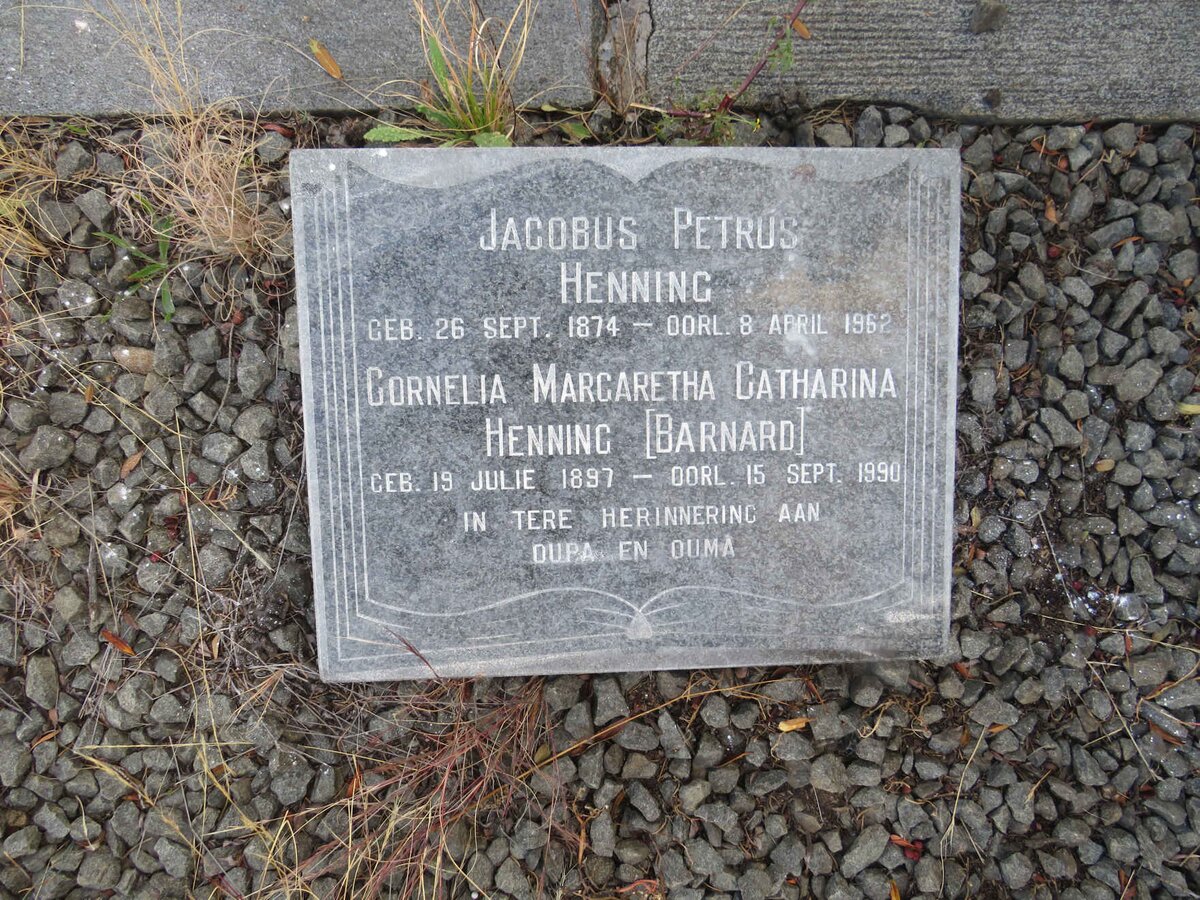 JACOBUS PETRUS
HENNING
GEB. 26 SEPT. 1874 — OORL. 8 APRIL 1962
CORNELIA MARGARETHA CATHARINA
HENNING [BARNARD]
GEB. 19 JULIE 1897 — OORL. 15 SEPT. 1990
IN TERE HERINNERING AAN
OUPA EN OUMA